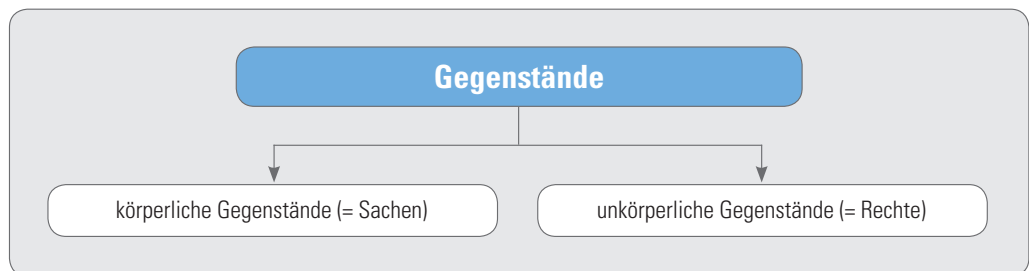 Gegenstände
körperliche Gegenstände (= Sachen)
unkörperliche Gegenstände (= Rechte)